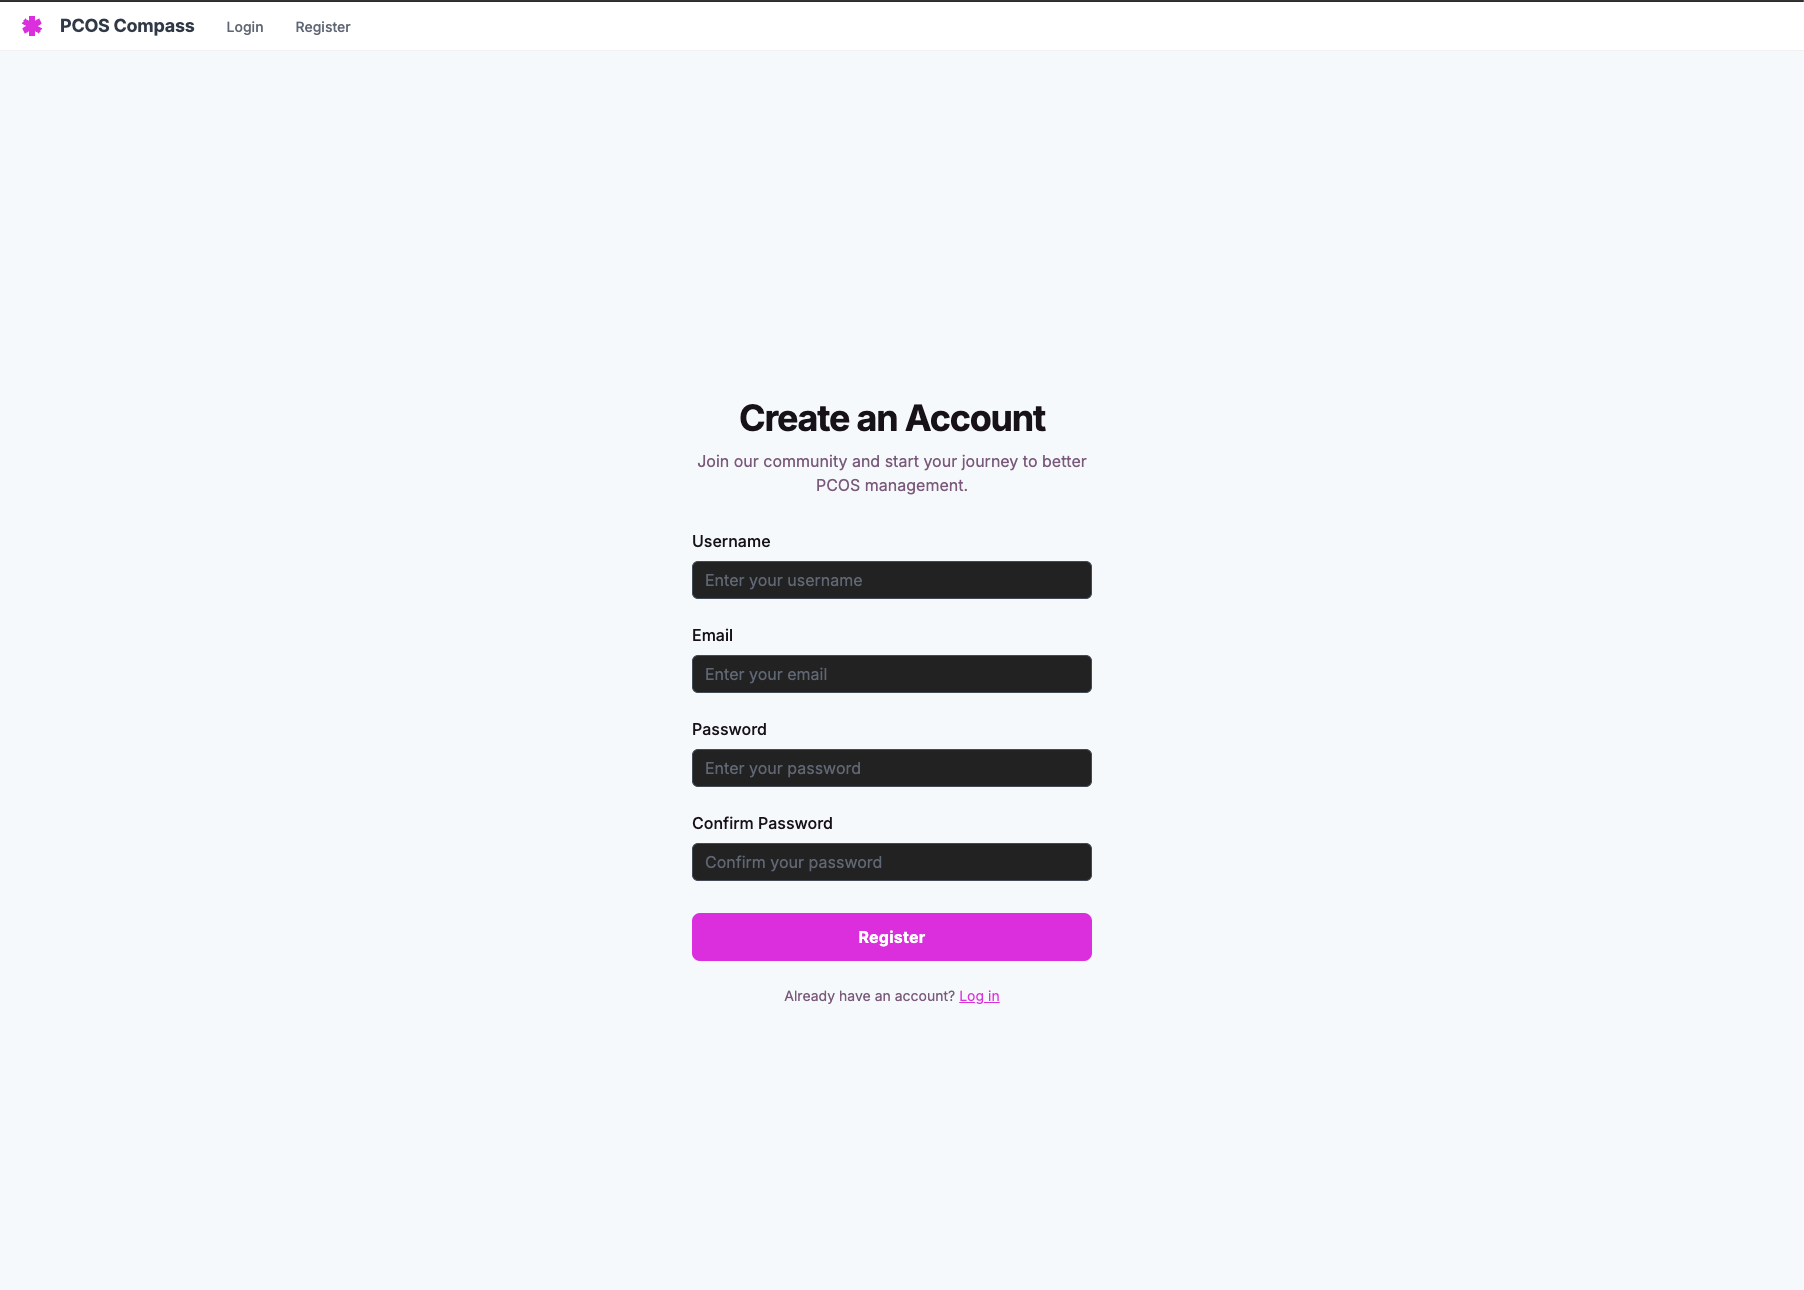 PCOS Compass
Login
Register
Create an Account
Join our community and start your journey to better
PCOS management.
Username
Enter your username
Email
Enter your email
Password
Enter your password
Confirm Password
Confirm your password
Register
Already have an account? Log in